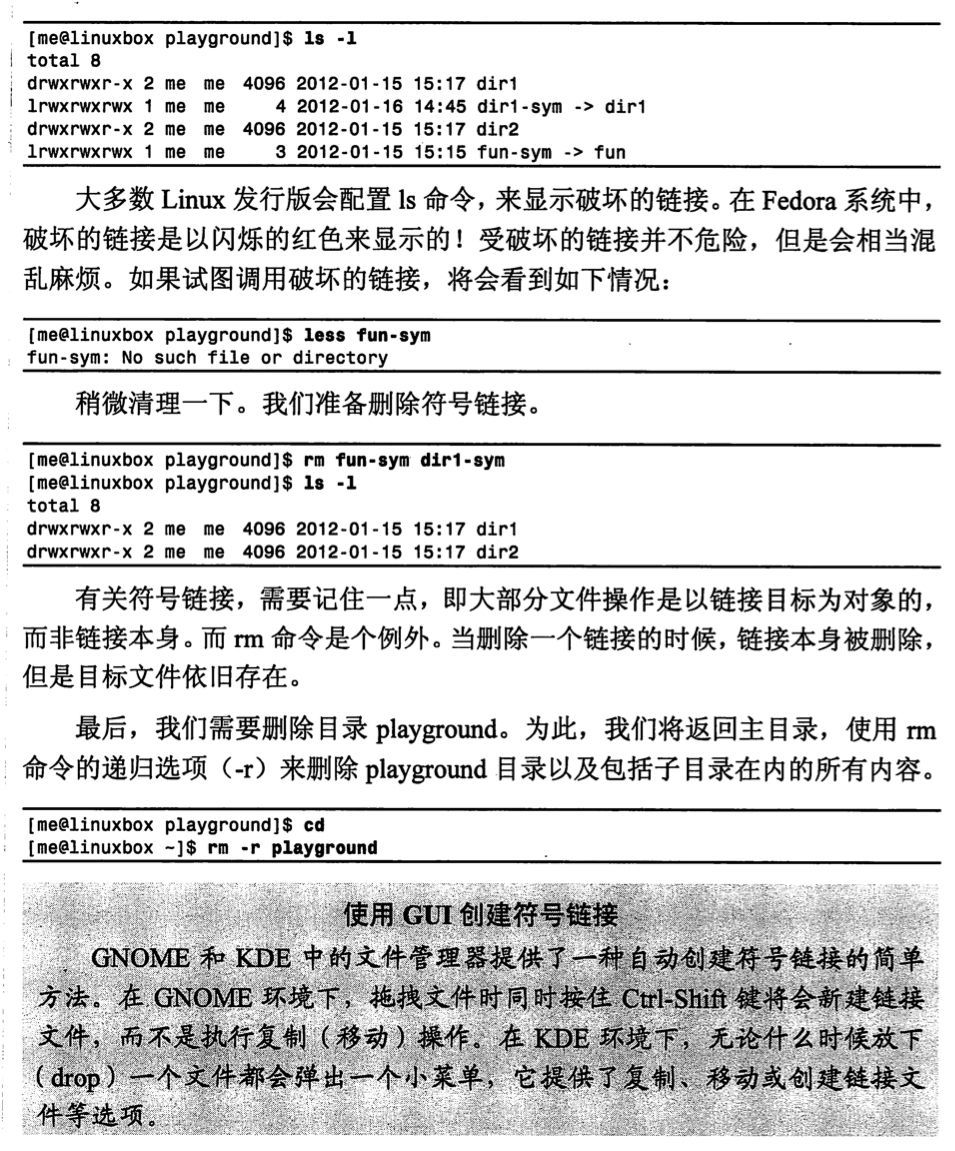 [me@linuxbox playground]$ ls -l
total 8
drwxrwxr-x 2 me me 4096 2012-01-15 15:17 dir1
lrwxrwxrwx 1 me me 4 2012-01-16 14:45 dir1-sym -> dir1
drwxrwxr-x 2 me me 4096 2012-01-15 15:17 dir2
lrwxrwxrwx 1 me me 3 2012-01-15 15:15 fun-sym -> fun
大多数 Linux 发行版会配置 ls 命令，来显示破坏的链接。在 Fedora 系统中，
破坏的链接是以闪烁的红色来显示的！受破坏的链接并不危险，但是会相当混
乱麻烦。如果试图调用破坏的链接，将会看到如下情况：
[me@linuxbox playground]$ less fun-sym
fun-sym: No such file or directory
稍微清理一下。我们准备删除符号链接。
[me@linuxbox playground]$ rm fun-sym dir1-sym
[me@linuxbox playground]$ ls -l
total 8
drwxrwxr-x 2 me me 4096 2012-01-15 15:17 dir1
drwxrwxr-x 2 me me 4096 2012-01-15 15:17 dir2
有关符号链接，需要记住一点，即大部分文件操作是以链接目标为对象的，
而非链接本身。而 rm 命令是个例外。当删除一个链接的时候，链接本身被删除，
但是目标文件依旧存在。
最后，我们需要删除目录 playground。为此，我们将返回主目录，使用 rm
命令的递归选项（-r）来删除 playground 目录以及包括子目录在内的所有内容。
[me@linuxbox playground]$ cd
[me@linuxbox ~]$ rm -r playground
使用 GUI 创建符号链接
GNOME 和 KDE 中的文件管理器提供了一种自动创建符号链接的简单
方法。在 GNOME 环境下，拖拽文件时同时按住 Ctrl-Shift 键将会新建链接
文件，而不是执行复制（移动）操作。在 KDE 环境下，无论什么时候放下
（drop）一个文件都会弹出一个小菜单，它提供了复制、移动或创建链接文
件等选项。